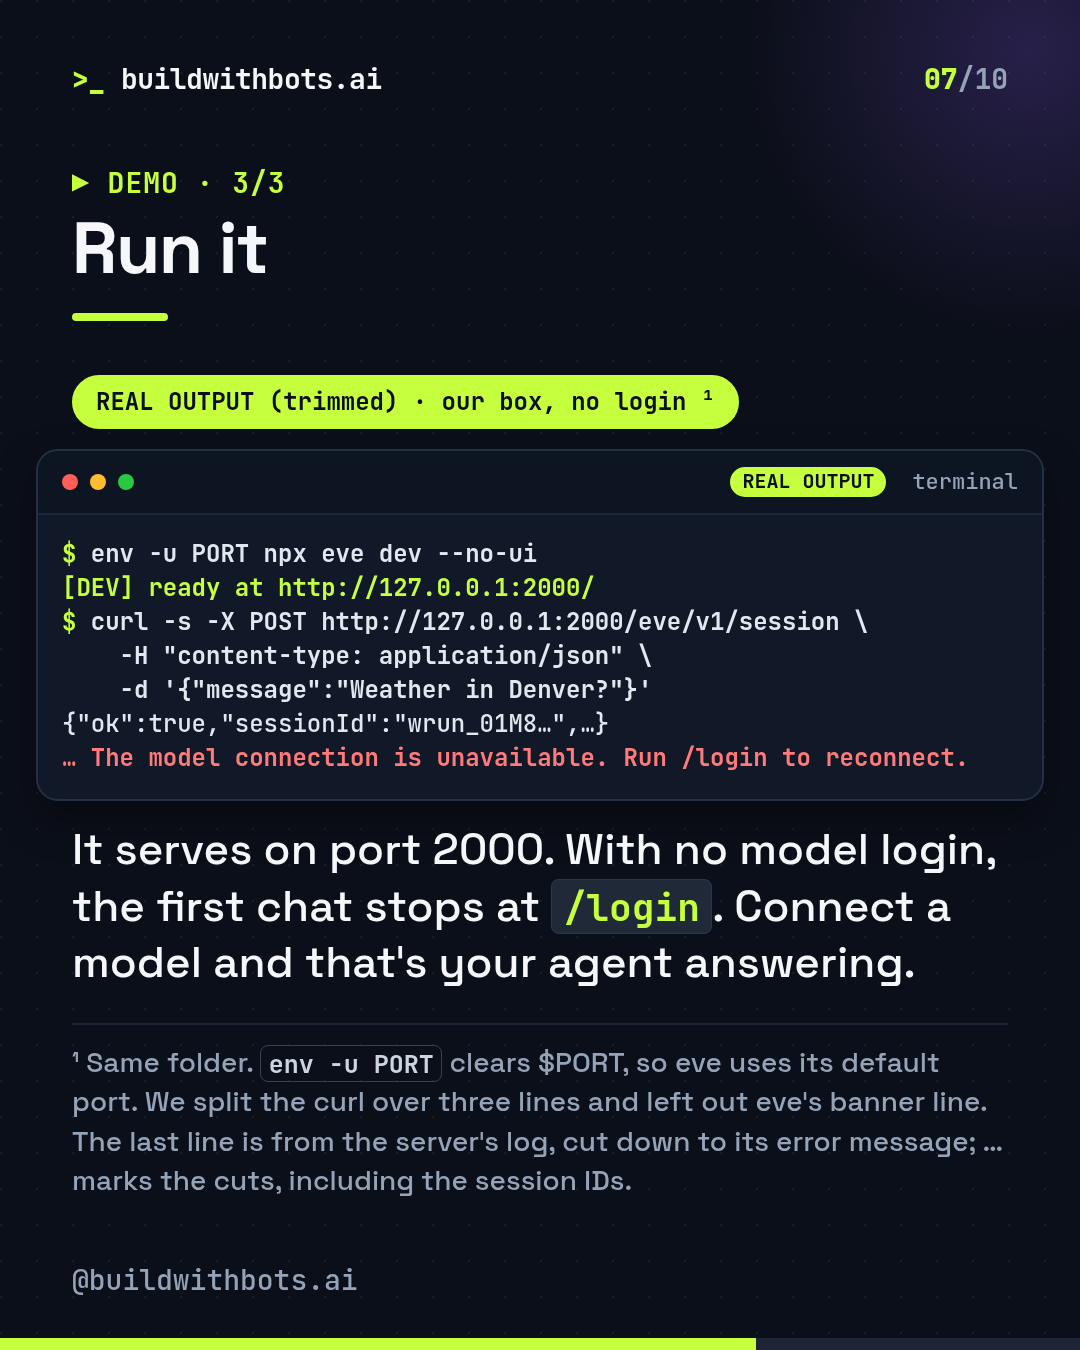 >_ buildwithbots.ai
07/10
▶ DEMO · 3/3
Run it
REAL OUTPUT (trimmed) · our box, no login ¹
REAL OUTPUT terminal
$ env -u PORT npx eve dev --no-ui
[DEV] ready at http://127.0.0.1:2000/
$ curl -s -X POST http://127.0.0.1:2000/eve/v1/session \
    -H "content-type: application/json" \
    -d '{"message":"Weather in Denver?"}'
{"ok":true,"sessionId":"wrun_01M8…",…}
… The model connection is unavailable. Run /login to reconnect.
It serves on port 2000. With no model login,
the first chat stops at /login. Connect a
model and that's your agent answering.
¹ Same folder. env -u PORT clears $PORT, so eve uses its default
port. We split the curl over three lines and left out eve's banner line.
The last line is from the server's log, cut down to its error message; …
marks the cuts, including the session IDs.
@buildwithbots.ai